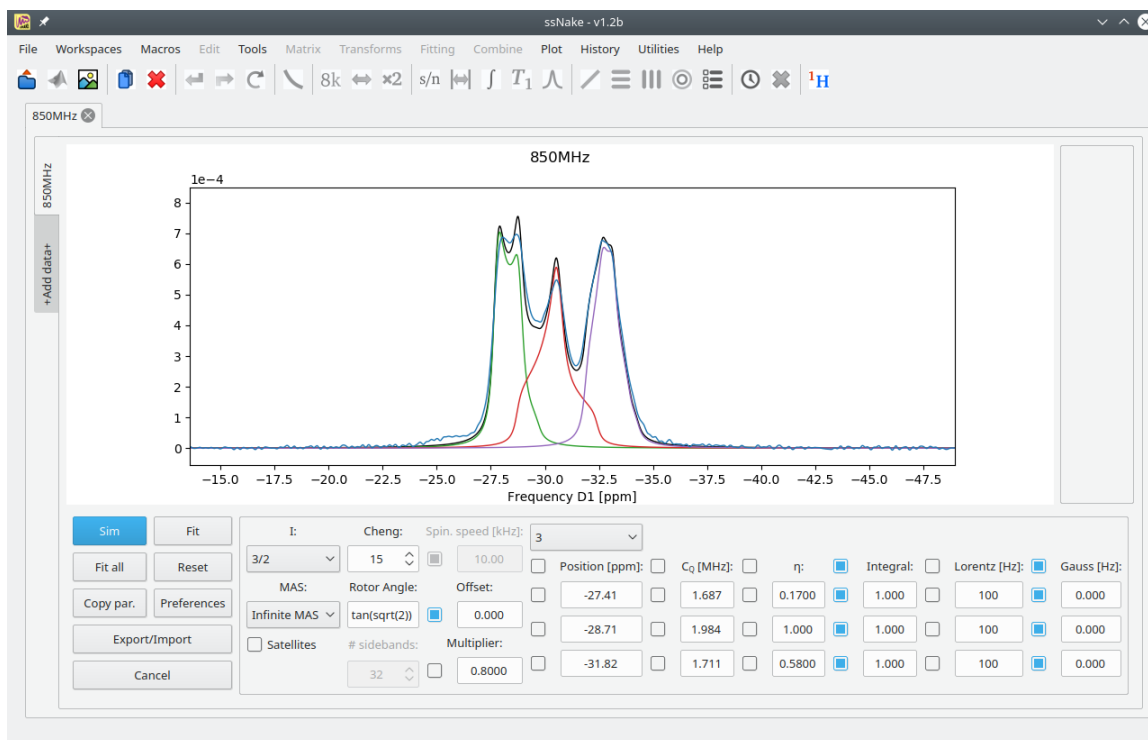 ssNake - v1.2b
File Workspaces Macros Edit Tools Matrix Transforms Fitting Combine Plot History Utilities Help
8k x2 s/n ∫ T1 1H
850MHz
850MHz
+Add data+
850MHz
1e−4
8
7
6
5
4
3
2
1
0
−15.0 −17.5 −20.0 −22.5 −25.0 −27.5 −30.0 −32.5 −35.0 −37.5 −40.0 −42.5 −45.0 −47.5
Frequency D1 [ppm]
Sim Fit
Fit all Reset
Copy par. Preferences
Export/Import
Cancel
I: Cheng: Spin. speed [kHz]:
3/2 15 10.00
MAS: Rotor Angle: Offset:
Infinite MAS tan(sqrt(2)) 0.000
Satellites # sidebands: Multiplier:
32 0.8000
3
Position [ppm]: CQ [MHz]: η: Integral: Lorentz [Hz]: Gauss [Hz]:
-27.41 1.687 0.1700 1.000 100 0.000
-28.71 1.984 1.000 1.000 100 0.000
-31.82 1.711 0.5800 1.000 100 0.000